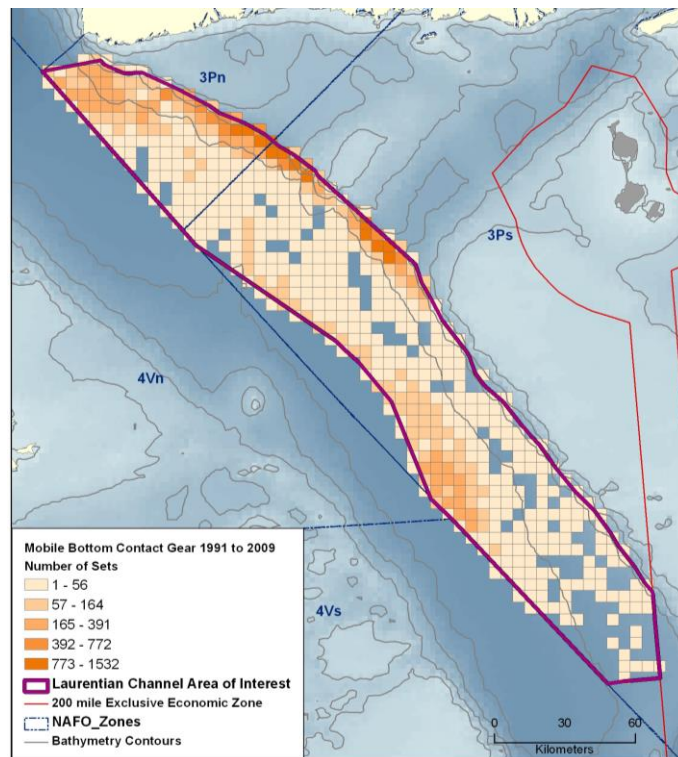 3Pn
3Ps
4Vn
4Vs
Mobile Bottom Contact Gear 1991 to 2009
Number of Sets
1 - 56
57 - 164
165 - 391
392 - 772
773 - 1532
Laurentian Channel Area of Interest
200 mile Exclusive Economic Zone
NAFO_Zones
Bathymetry Contours
0 30 60
Kilometers